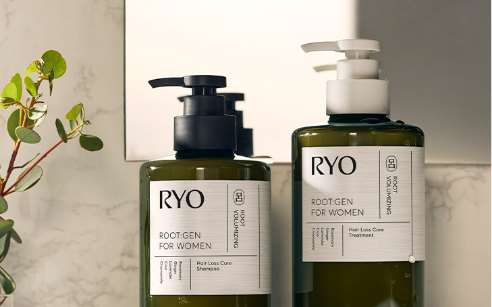 RYO
ROOT
VOLUMIZING
ROOT:GEN
FOR WOMEN
Hair Loss Care
Shampoo
RYO
ROOT
VOLUMIZING
ROOT:GEN
FOR WOMEN
Hair Loss Care
Treatment